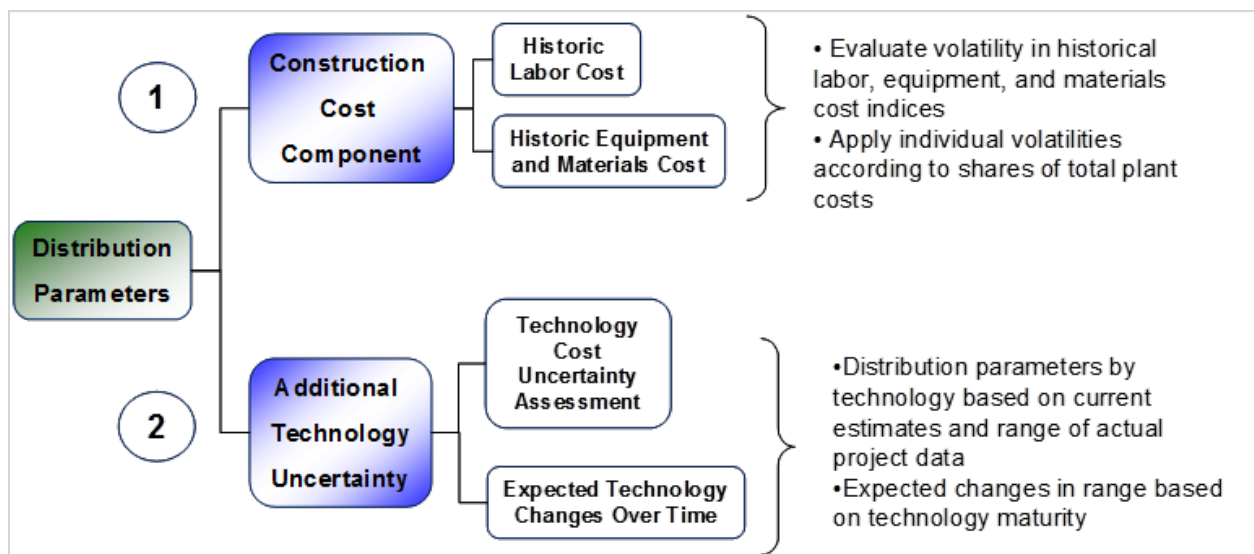 1
Construction
Cost
Component
Historic
Labor Cost
Historic Equipment
and Materials Cost
• Evaluate volatility in historical
labor, equipment, and materials
cost indices
• Apply individual volatilities
according to shares of total plant
costs
Distribution
Parameters
2
Additional
Technology
Uncertainty
Technology
Cost
Uncertainty
Assessment
Expected Technology
Changes Over Time
•Distribution parameters by
technology based on current
estimates and range of actual
project data
•Expected changes in range based
on technology maturity